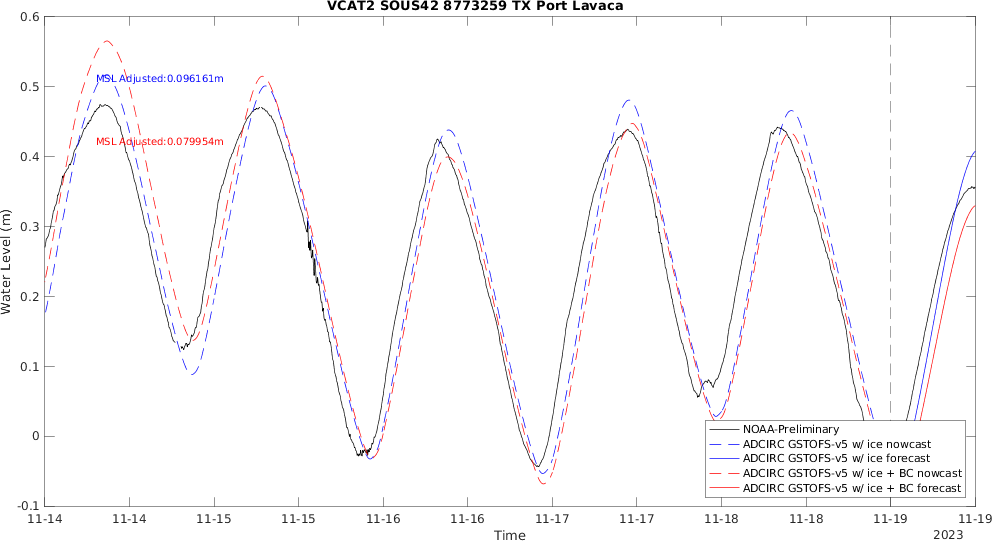 VCAT2 SOUS42 8773259 TX Port Lavaca
0.6
0.5
0.4
0.3
0.2
0.1
0
-0.1
Water Level (m)
MSL Adjusted:0.096161m
MSL Adjusted:0.079954m
NOAA-Preliminary
ADCIRC GSTOFS-v5 w/ ice nowcast
ADCIRC GSTOFS-v5 w/ ice forecast
ADCIRC GSTOFS-v5 w/ ice + BC nowcast
ADCIRC GSTOFS-v5 w/ ice + BC forecast
11-14 11-14 11-15 11-15 11-16 11-16 11-17 11-17 11-18 11-18 11-19 11-19
Time
2023